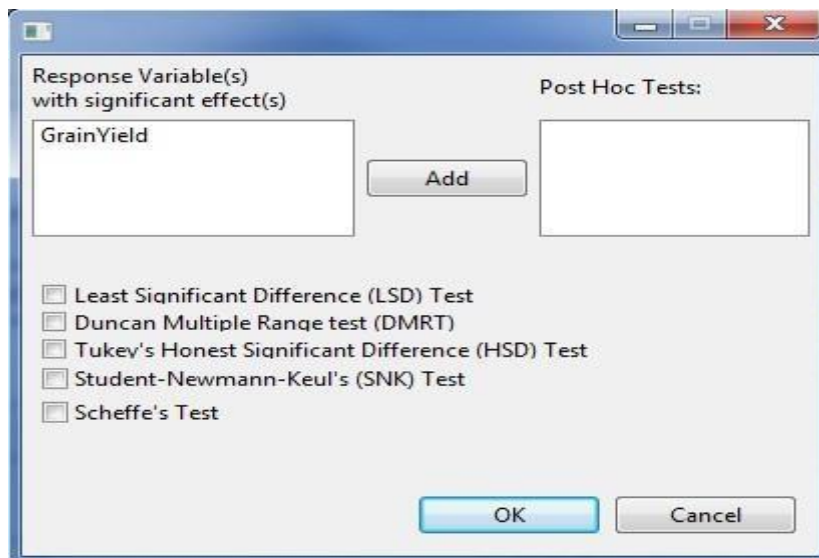 Response Variable(s)
with significant effect(s)
Post Hoc Tests:
GrainYield
Add
Least Significant Difference (LSD) Test
Duncan Multiple Range test (DMRT)
Tukey's Honest Significant Difference (HSD) Test
Student-Newmann-Keul's (SNK) Test
Scheffe's Test
OK
Cancel